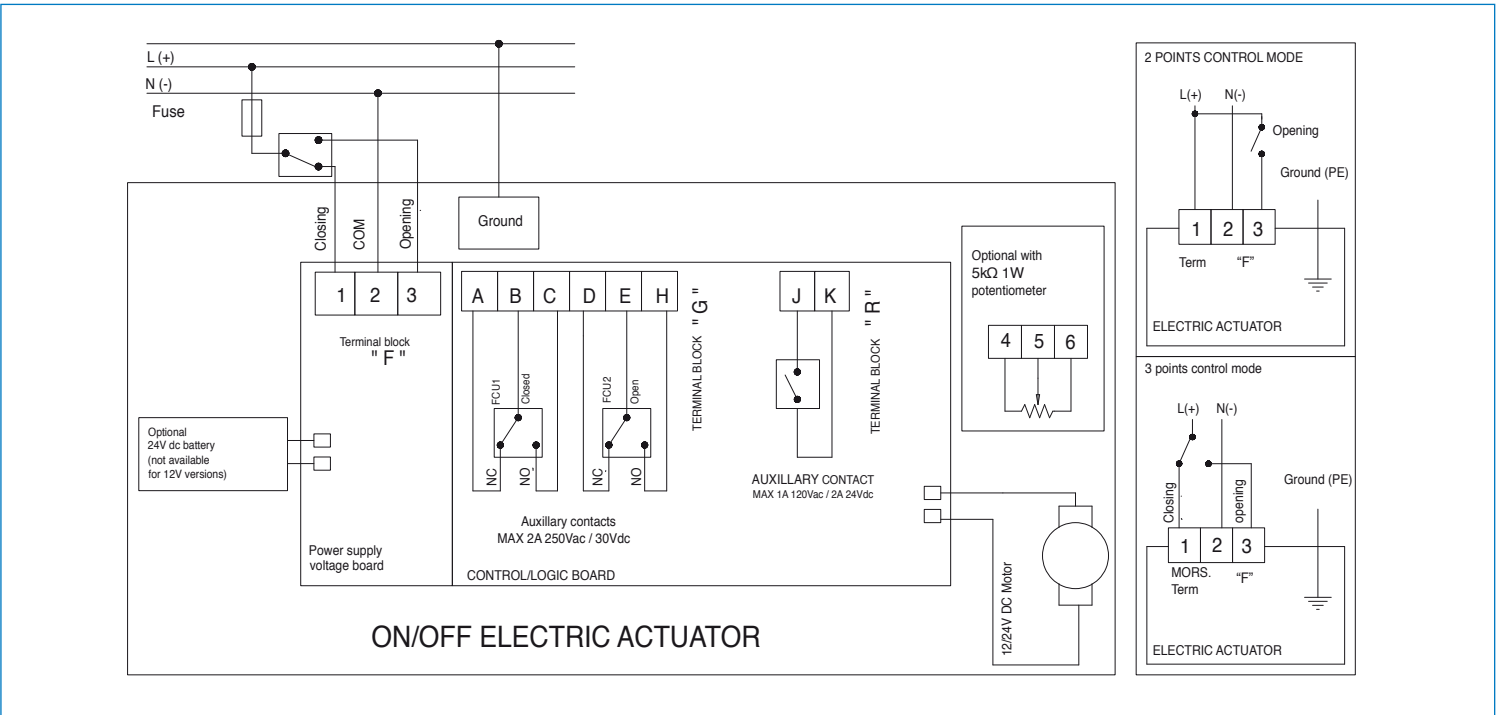 L (+)
N (-)
Fuse
Closing
COM
Opening
Ground
1 2 3
Terminal block
" F "
Optional
24V dc battery
(not available
for 12V versions)
Power supply
voltage board
A B C D E H
TERMINAL BLOCK " G "
FCU1
Closed
NC
NO
FCU2
Open
NC
NO
Auxillary contacts
MAX 2A 250Vac / 30Vdc
CONTROL/LOGIC BOARD
J K
TERMINAL BLOCK " R "
AUXILLARY CONTACT
MAX 1A 120Vac / 2A 24Vdc
Optional with
5kΩ 1W
potentiometer
4 5 6
12/24V DC Motor
ON/OFF ELECTRIC ACTUATOR
2 POINTS CONTROL MODE
L(+) N(-)
Opening
Ground (PE)
1 2 3
Term "F"
ELECTRIC ACTUATOR
3 points control mode
L(+) N(-)
Closing
opening
Ground (PE)
1 2 3
MORS.
Term "F"
ELECTRIC ACTUATOR